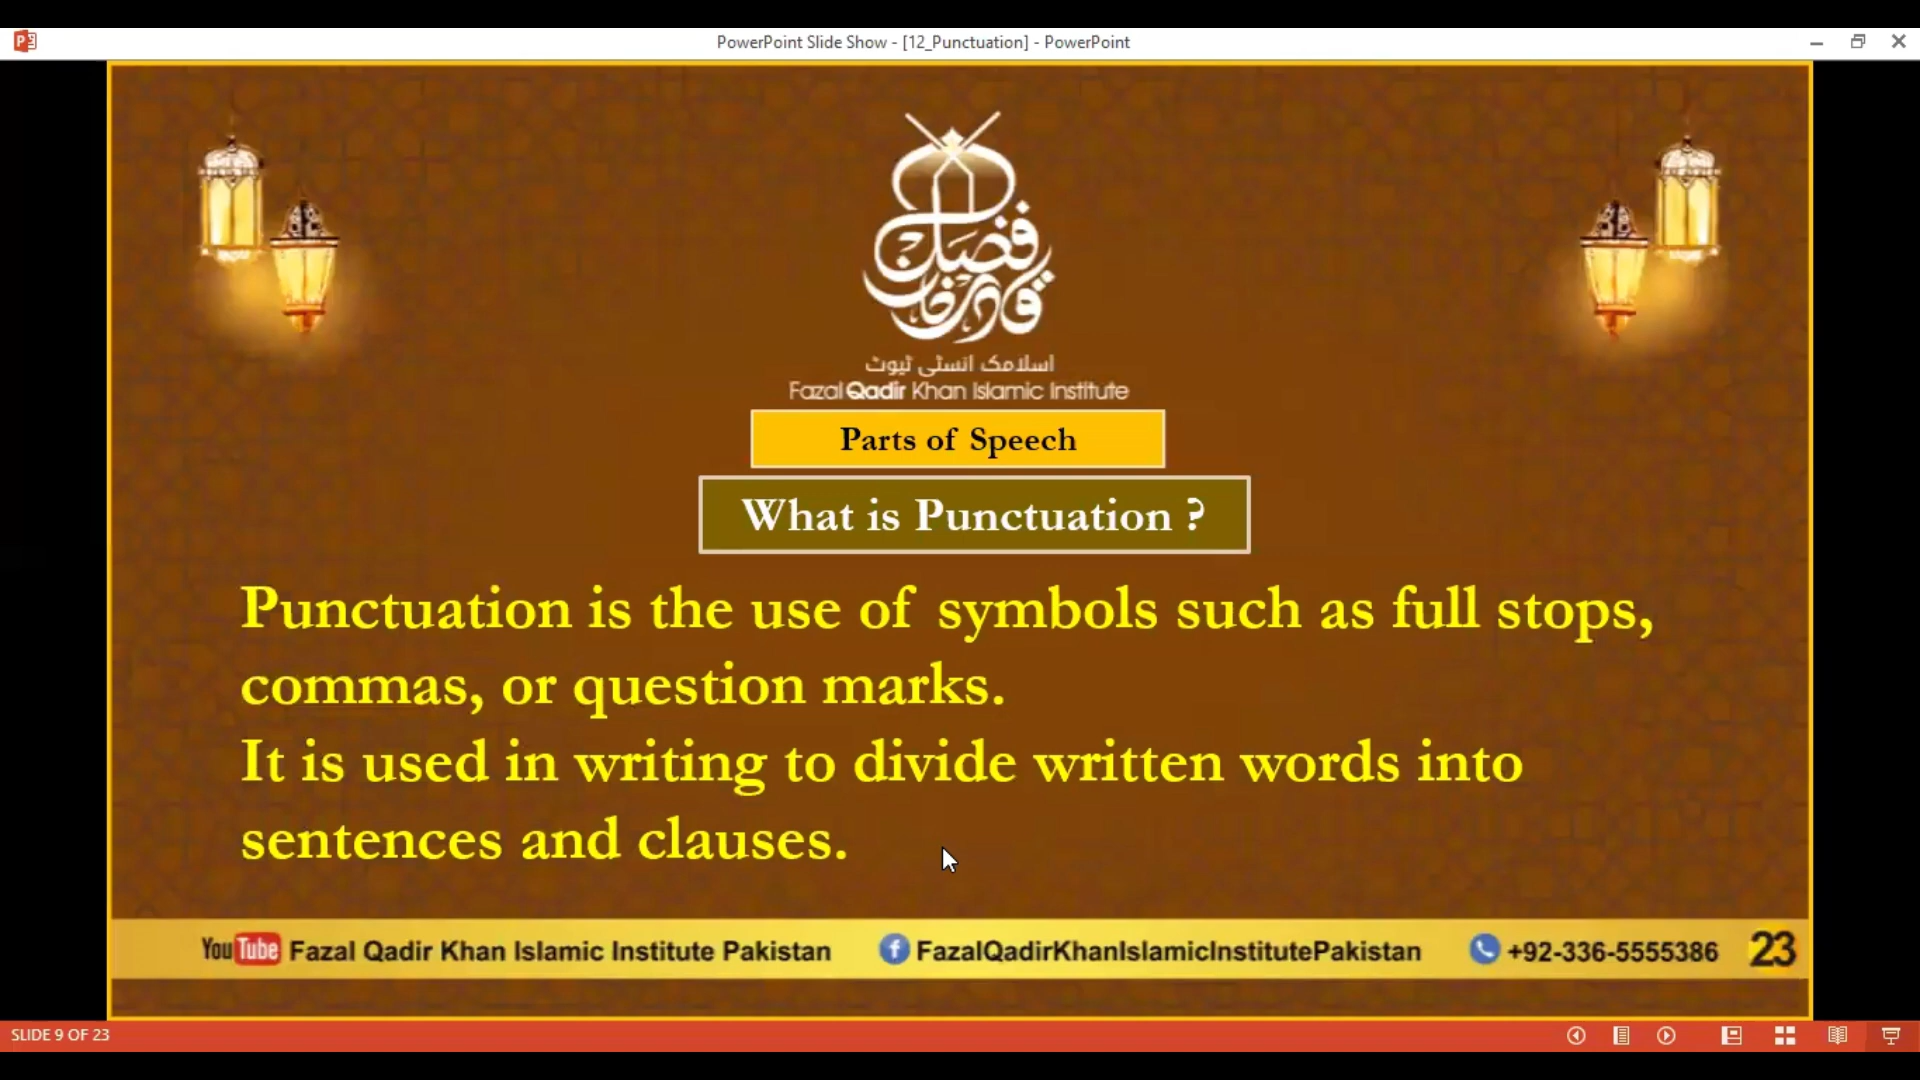 PowerPoint Slide Show - [12_Punctuation] - PowerPoint
فضل
قادر خان
اسلامک انسٹی ٹیوٹ
Fazal Qadir Khan Islamic Institute
Parts of Speech
What is Punctuation ?
Punctuation is the use of symbols such as full stops,
commas, or question marks.
It is used in writing to divide written words into
sentences and clauses.
YouTube Fazal Qadir Khan Islamic Institute Pakistan f FazalQadirKhanIslamicInstitutePakistan +92-336-5555386 23
SLIDE 9 OF 23